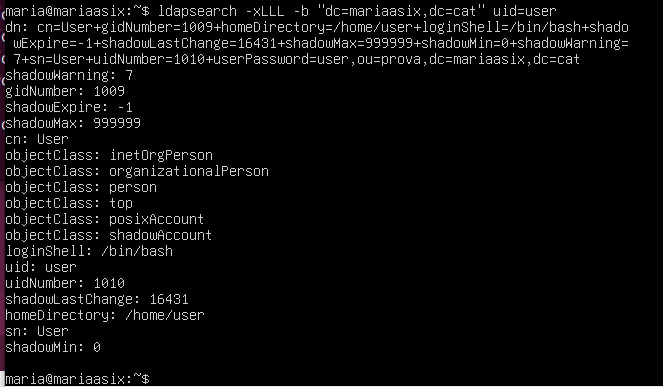 maria@mariaasix:~$ ldapsearch -xLLL -b "dc=mariaasix,dc=cat" uid=user
dn: cn=User+gidNumber=1009+homeDirectory=/home/user+loginShell=/bin/bash+shado
 wExpire=-1+shadowLastChange=16431+shadowMax=999999+shadowMin=0+shadowWarning=
 7+sn=User+uidNumber=1010+userPassword=user,ou=prova,dc=mariaasix,dc=cat
shadowWarning: 7
gidNumber: 1009
shadowExpire: -1
shadowMax: 999999
cn: User
objectClass: inetOrgPerson
objectClass: organizationalPerson
objectClass: person
objectClass: top
objectClass: posixAccount
objectClass: shadowAccount
loginShell: /bin/bash
uid: user
uidNumber: 1010
shadowLastChange: 16431
homeDirectory: /home/user
sn: User
shadowMin: 0
maria@mariaasix:~$